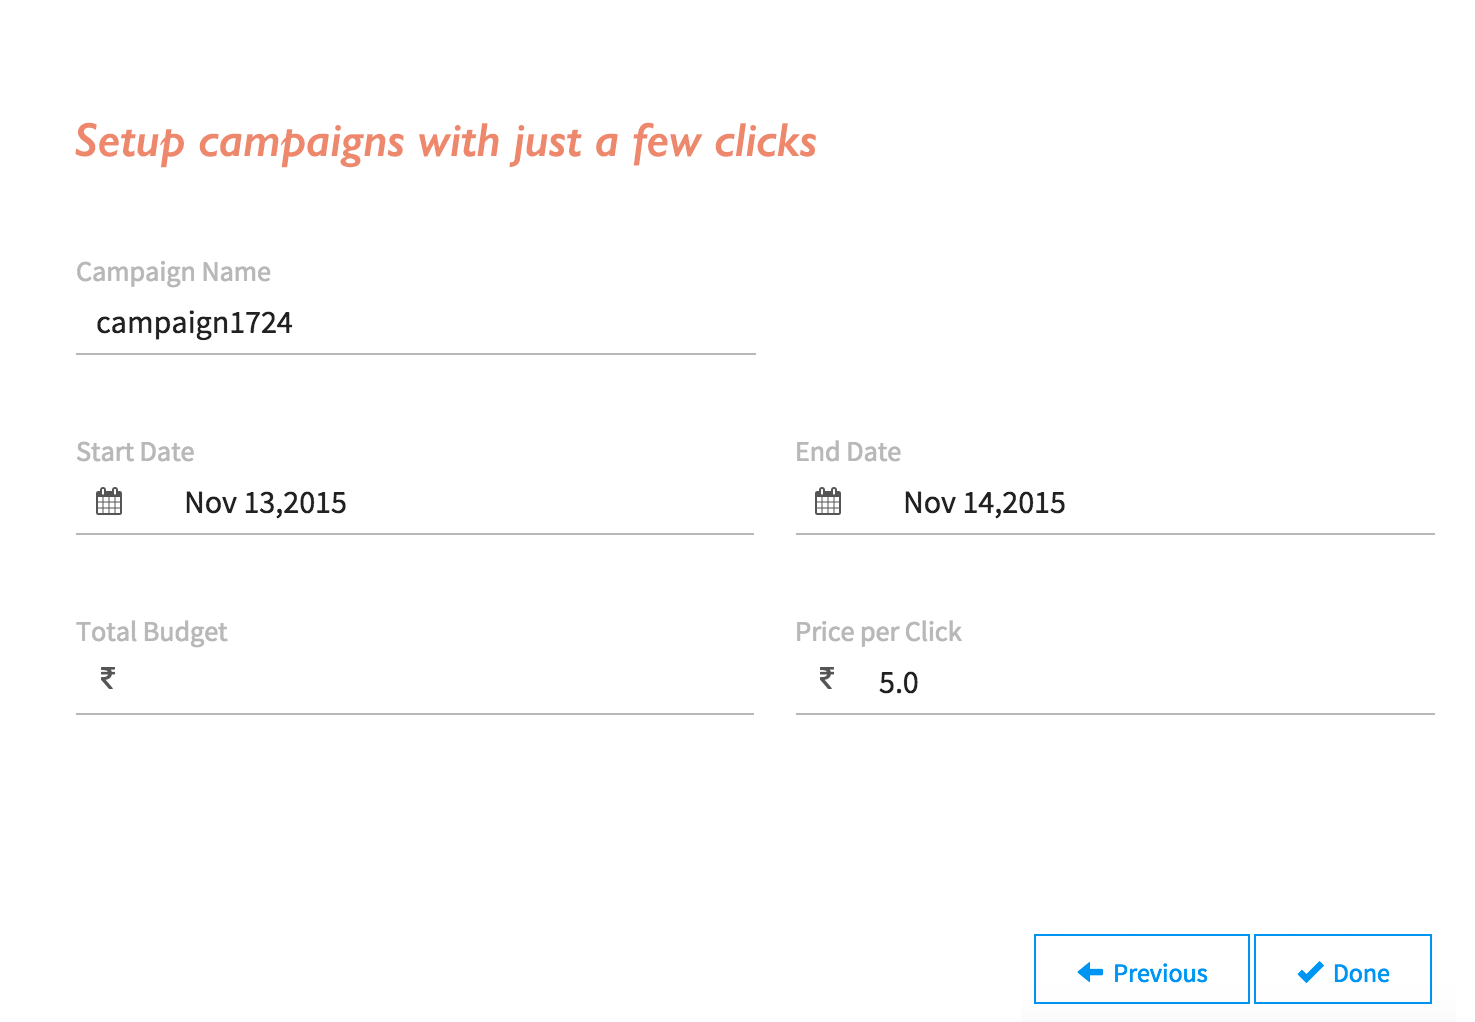 Setup campaigns with just a few clicks
Campaign Name
campaign1724
Start Date
End Date
Nov 13,2015
Nov 14,2015
Total Budget
Price per Click
₹
₹ 5.0
Previous
Done